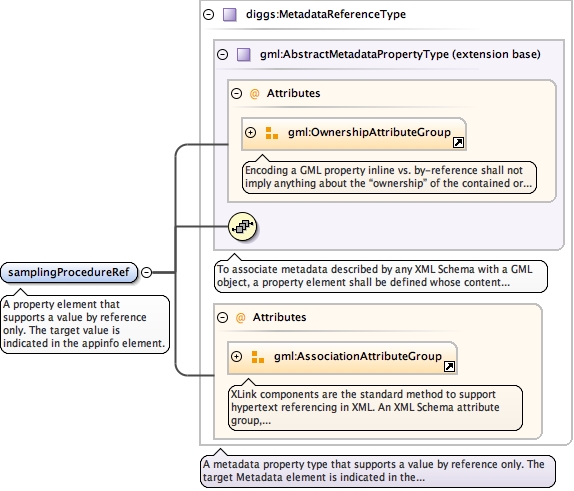 diggs:MetadataReferenceType
gml:AbstractMetadataPropertyType (extension base)
@ Attributes
gml:OwnershipAttributeGroup
Encoding a GML property inline vs. by-reference shall not
imply anything about the “ownership” of the contained or...
samplingProcedureRef
A property element that
supports a value by reference
only. The target value is
indicated in the appinfo element.
To associate metadata described by any XML Schema with a GML
object, a property element shall be defined whose content...
@ Attributes
gml:AssociationAttributeGroup
XLink components are the standard method to support
hypertext referencing in XML. An XML Schema attribute
group,...
A metadata property type that supports a value by reference only. The
target Metadata element is indicated in the...